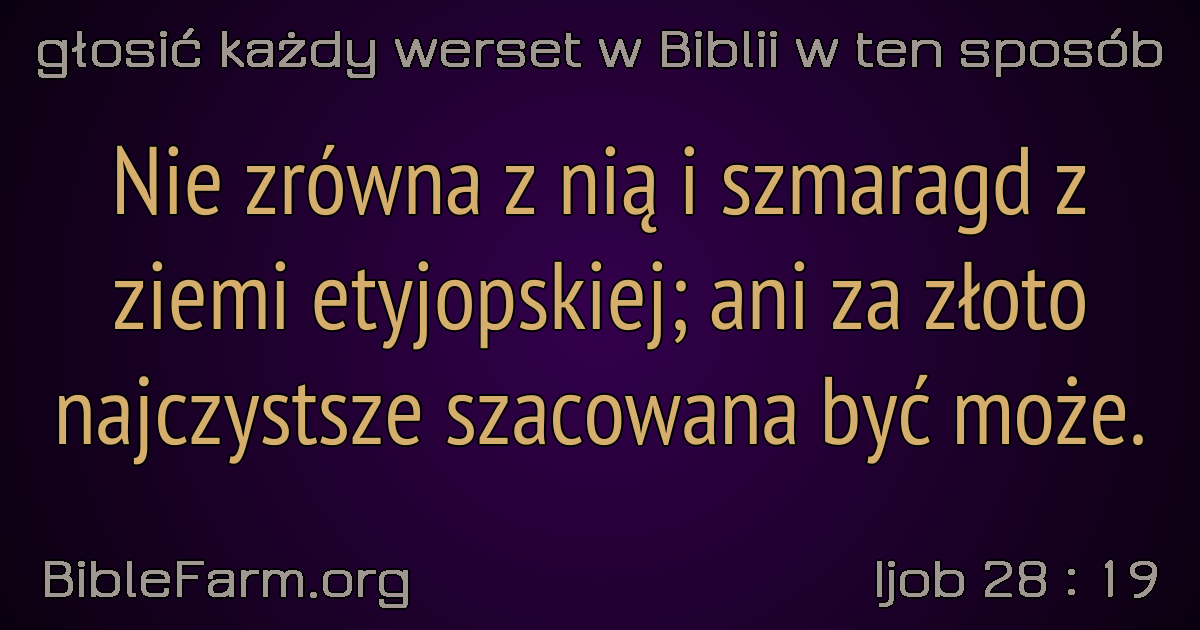 głosić każdy werset w Biblii w ten sposób
Nie zrówna z nią i szmaragd z
ziemi etyjopskiej; ani za złoto
najczystsze szacowana być może.
BibleFarm.org
Ijob 28 : 19